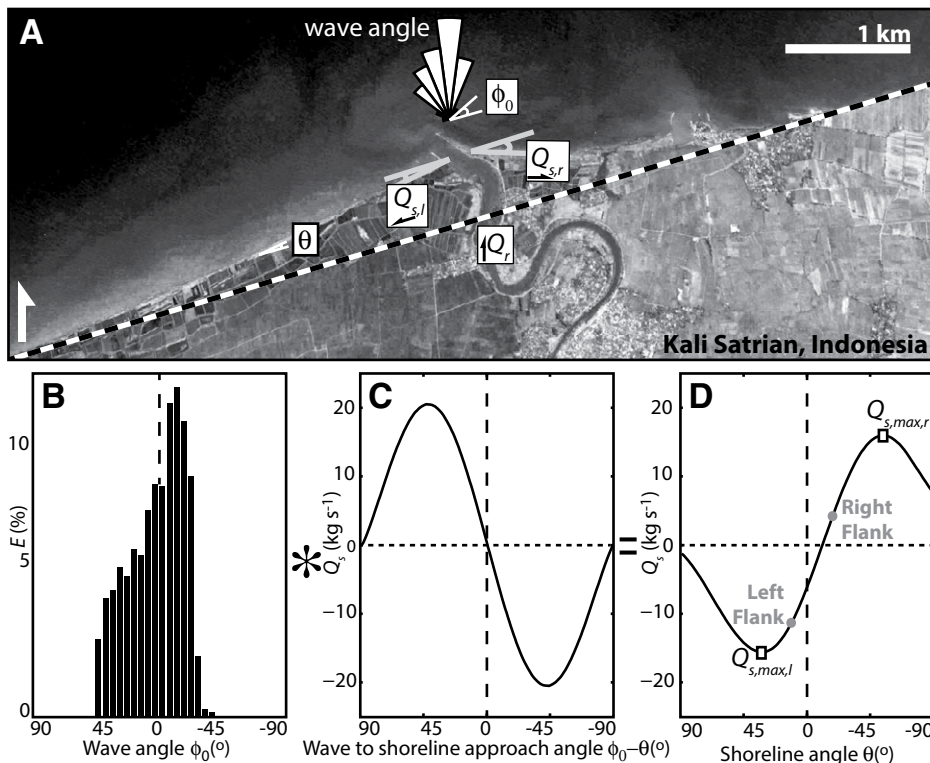 A
wave angle
1 km
ϕ₀
Qₛ,ᵣ
Qₛ,ₗ
θ
Qᵣ
Kali Satrian, Indonesia
B
E (%)
10
5
0
90 45 0 -45 -90
Wave angle ϕ₀(º)
*
C
Qₛ (kg s⁻¹)
20
10
0
−10
−20
90 45 0 -45 -90
Wave to shoreline approach angle ϕ₀−θ(º)
=
D
Qₛ (kg s⁻¹)
20
10
0
−10
−20
Q s,max,r
Right
Flank
Left
Flank
Q s,max,l
90 45 0 -45 -90
Shoreline angle θ(º)